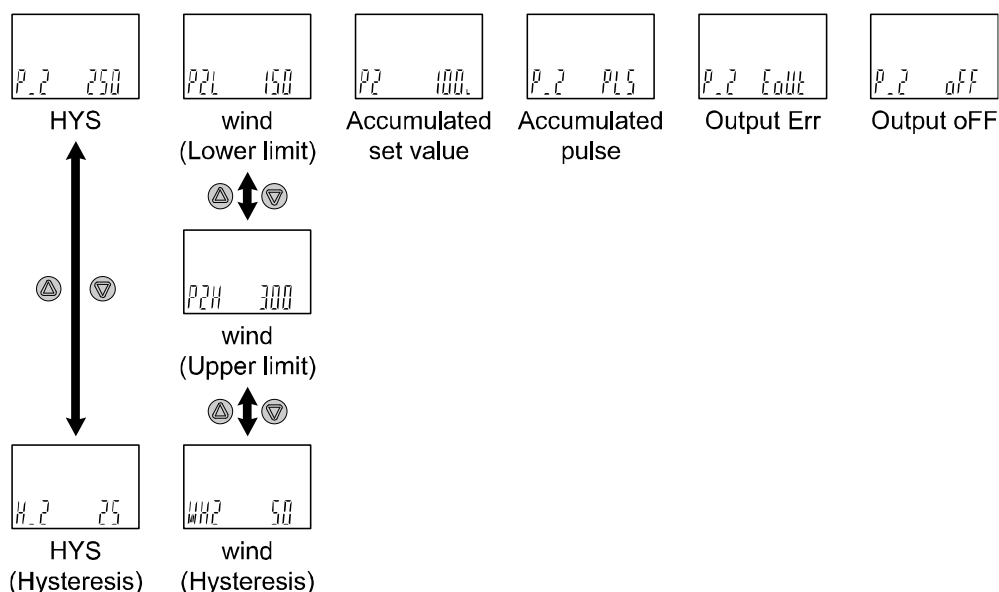 P_2 250
HYS
P2L 150
wind
(Lower limit)
P2 100.
Accumulated
set value
P_2 PLS
Accumulated
pulse
P_2 EoUt
Output Err
P_2 oFF
Output oFF
P2H 300
wind
(Upper limit)
H_2 25
HYS
(Hysteresis)
WH2 50
wind
(Hysteresis)